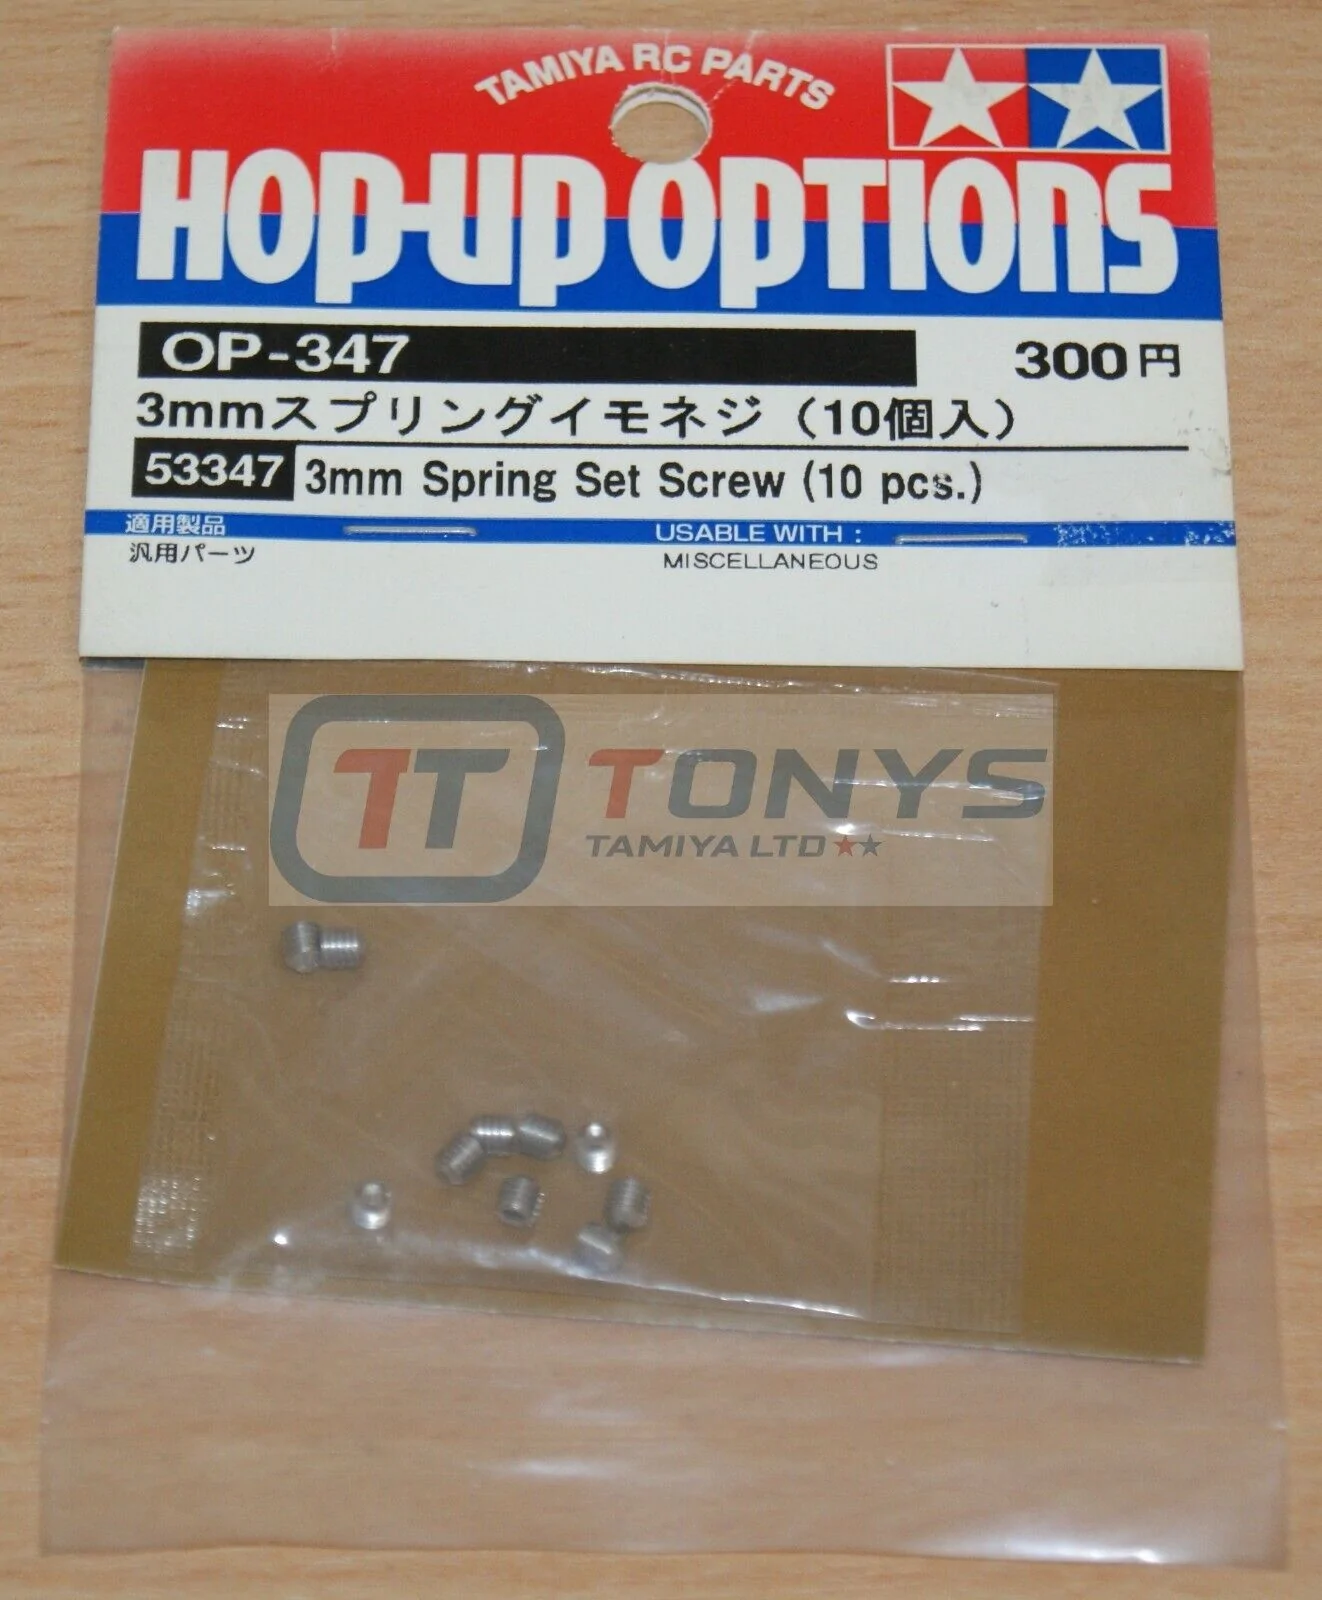 TAMIYA RC PARTS
HOP-UP OPTIONS
OP-347 300円
3mmスプリングイモネジ（10個入）
53347 3mm Spring Set Screw (10 pcs.)
適用製品 USABLE WITH :
汎用パーツ MISCELLANEOUS
TT TONYS
TAMIYA LTD